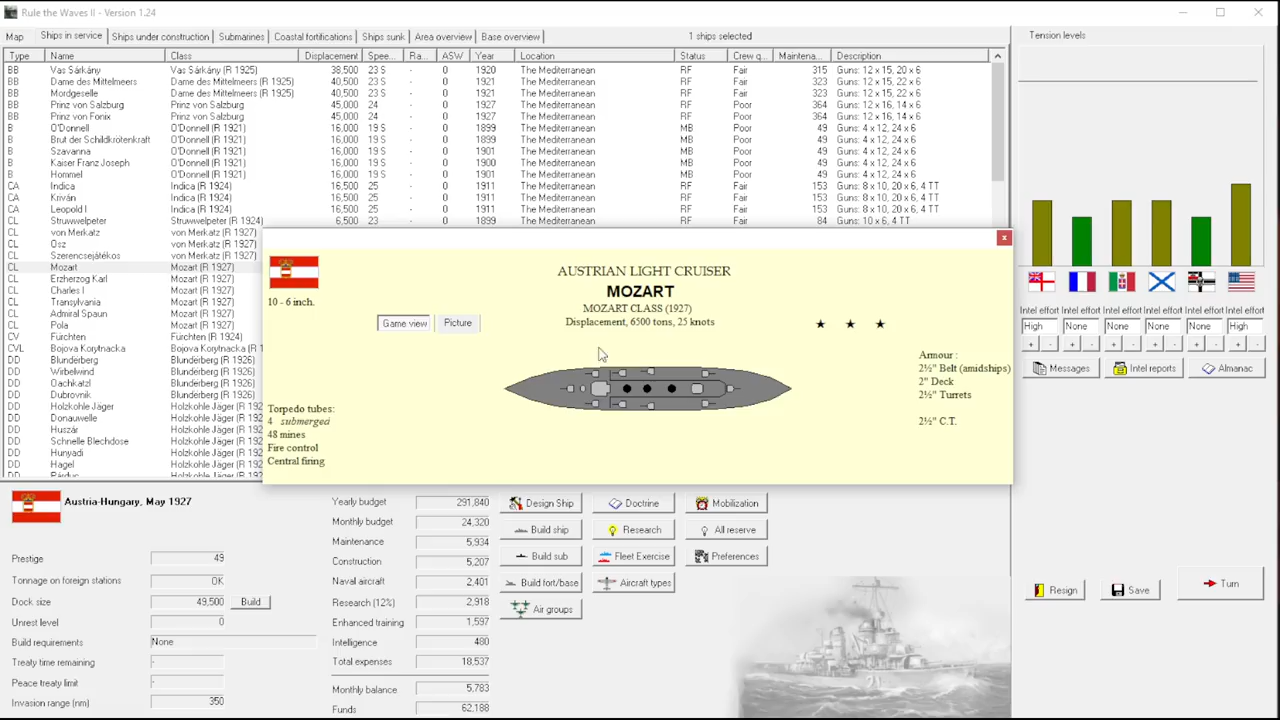 Rule the Waves II - Version 1.24
Map Ships in service Ships under construction Submarines Coastal fortifications Ships sunk Area overview Base overview 1 ships selected
Type Name Class Displacement Spee... Ra... ASW Year Location Status Crew q... Maintena... Description
BB Vas Sárkány Vas Sárkány (R 1925) 38,500 23 S - 0 1920 The Mediterranean RF Fair 315 Guns: 12 x 15, 20 x 6
BB Dame des Mittelmeers Dame des Mittelmeers (R 1925) 40,500 23 S - 0 1921 The Mediterranean RF Fair 323 Guns: 12 x 15, 22 x 6
BB Mordgeselle Dame des Mittelmeers (R 1925) 40,500 23 S - 0 1921 The Mediterranean RF Fair 323 Guns: 12 x 15, 22 x 6
BB Prinz von Salzburg Prinz von Salzburg 45,000 24 - 0 1927 The Mediterranean RF Poor 364 Guns: 12 x 16, 14 x 6
BB Prinz von Fonix Prinz von Salzburg 45,000 24 - 0 1927 The Mediterranean RF Poor 364 Guns: 12 x 16, 14 x 6
B O'Donnell O'Donnell (R 1921) 16,000 19 S - 0 1899 The Mediterranean MB Poor 49 Guns: 4 x 12, 24 x 6
B Brut der Schildkrötenkraft O'Donnell (R 1921) 16,000 19 S - 0 1899 The Mediterranean MB Poor 49 Guns: 4 x 12, 24 x 6
B Szavanna O'Donnell (R 1921) 16,000 19 S - 0 1901 The Mediterranean MB Poor 49 Guns: 4 x 12, 24 x 6
B Kaiser Franz Joseph O'Donnell (R 1921) 16,000 19 S - 0 1900 The Mediterranean MB Poor 49 Guns: 4 x 12, 24 x 6
B Hommel O'Donnell (R 1921) 16,000 19 S - 0 1901 The Mediterranean MB Poor 49 Guns: 4 x 12, 24 x 6
CA Indica Indica (R 1924) 16,500 25 - 0 1911 The Mediterranean RF Fair 153 Guns: 8 x 10, 20 x 6, 4 TT
CA Kriván Indica (R 1924) 16,500 25 - 0 1911 The Mediterranean RF Fair 153 Guns: 8 x 10, 20 x 6, 4 TT
CA Leopold I Indica (R 1924) 16,500 25 - 0 1911 The Mediterranean RF Fair 153 Guns: 8 x 10, 20 x 6, 4 TT
CL Struwwelpeter Struwwelpeter (R 1922) 6,500 23 - 0 1911 The Mediterranean RF Fair 84 Guns: 10 x 6, 4 TT
CL von Merkatz von Merkatz (R 1927)
CL Ösz von Merkatz (R 1927)
CL Szerencsejátékos von Merkatz (R 1927)
CL Mozart Mozart (R 1927)
CL Erzherzog Karl Mozart (R 1927)
CL Charles I Mozart (R 1927)
CL Transylvania Mozart (R 1927)
CL Admiral Spaun Mozart (R 1927)
CL Pola Mozart (R 1927)
CV Fürchten Fürchten (R 1924)
CVL Bojova Korytnacka Bojova Korytnacka
DD Blunderberg Blunderberg (R 1926)
DD Wirbelwind Blunderberg (R 1926)
DD Oachkatzl Blunderberg (R 1926)
DD Dubrovnik Blunderberg (R 1926)
DD Holzkohle Jäger Holzkohle Jäger
DD Donauwelle Holzkohle Jäger
DD Huszár Holzkohle Jäger
DD Schnelle Blechdose Holzkohle Jäger
DD Hunyadi Holzkohle Jäger
DD Hagel Holzkohle Jäger
DD Párduc Holzkohle Jäger
AUSTRIAN LIGHT CRUISER
MOZART
MOZART CLASS (1927)
Displacement, 6500 tons, 25 knots
10 - 6 inch.
Game view Picture
Torpedo tubes:
4 submerged
48 mines
Fire control
Central firing
Armour :
2½" Belt (amidships)
2" Deck
2½" Turrets
2½" C.T.
Tension levels
Intel effort Intel effort Intel effort Intel effort Intel effort Intel effort
High None None None None High
+ - + - + - + - + - + -
Messages Intel reports Almanac
Austria-Hungary, May 1927
Prestige 49
Tonnage on foreign stations OK
Dock size 49,500 Build
Unrest level 0
Build requirements None
Treaty time remaining -
Peace treaty limit -
Invasion range (nm) 350
Yearly budget 291,840
Monthly budget 24,320
Maintenance 5,934
Construction 5,207
Naval aircraft 2,401
Research (12%) 2,918
Enhanced training 1,597
Intelligence 480
Total expenses 18,537
Monthly balance 5,783
Funds 62,188
Design Ship Doctrine Mobilization
Build ship Research All reserve
Build sub Fleet Exercise Preferences
Build fort/base Aircraft types
Air groups
Resign Save Turn